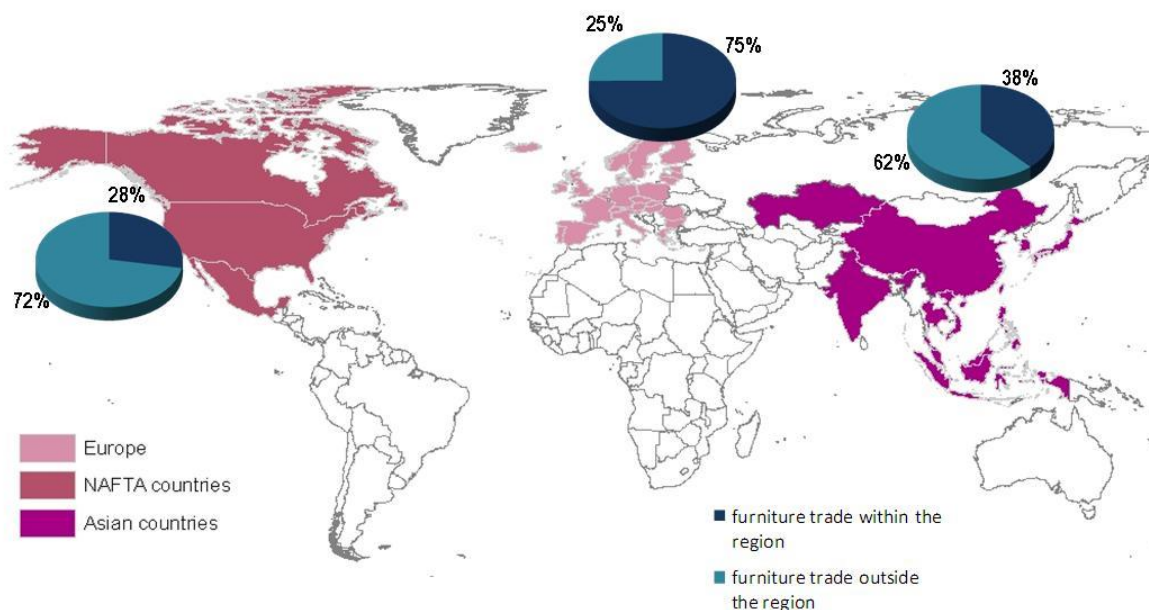 25%
75%
38%
62%
28%
72%
Europe
NAFTA countries
Asian countries
furniture trade within the
region
furniture trade outside
the region